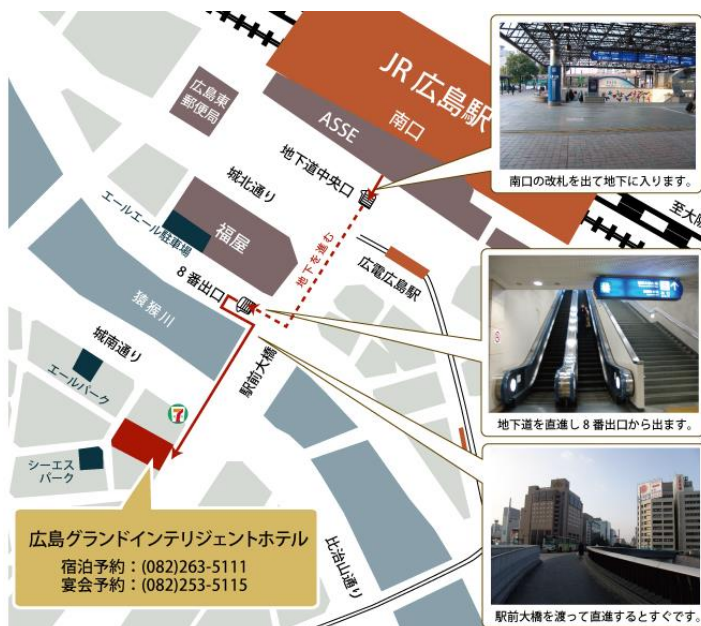 JR広島駅
南口
ASSE
広島東
郵便局
地下道中央口
城北通り
福屋
エールエール駐車場
地下を進む
広電広島駅
至大阪
8番出口
猿猴川
城南通り
駅前大橋
エールパーク
7
シーエス
パーク
比治山通り
広島グランドインテリジェントホテル
宿泊予約：(082)263-5111
宴会予約：(082)253-5115
南口の改札を出て地下に入ります。
地下道を直進し8番出口から出ます。
駅前大橋を渡って直進するとすぐです。